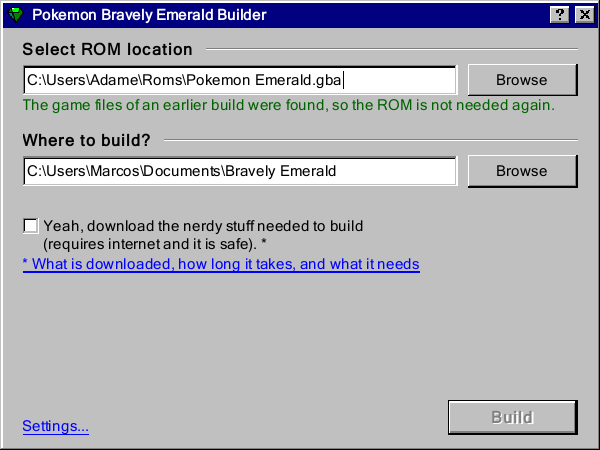 Pokemon Bravely Emerald Builder
Select ROM location
C:\Users\Adame\Roms\Pokemon Emerald.gba
Browse
The game files of an earlier build were found, so the ROM is not needed again.
Where to build?
C:\Users\Marcos\Documents\Bravely Emerald
Browse
Yeah, download the nerdy stuff needed to build
(requires internet and it is safe). *
* What is downloaded, how long it takes, and what it needs
Settings...
Build